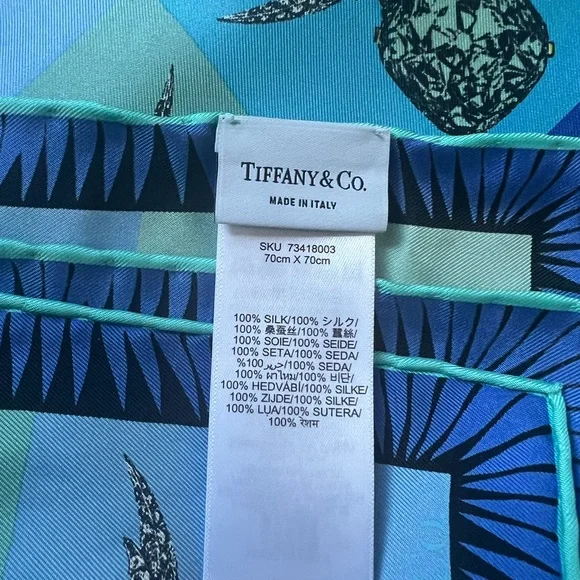 TIFFANY & CO.
MADE IN ITALY
SKU 73418003
70cm X 70cm
100% SILK/100% シルク/
100% 桑蚕丝/100% 蠶絲/
100% SOIE/100% SEIDE/
100% SETA/100% SEDA/
100% SEDA/حرير 100%
100% ผ้าไหม/100% 비단/
100% HEDVÁBÍ/100% SILKE/
100% ZIJDE/100% SILKE/
100% LỤA/100% SUTERA/
100% रेशम